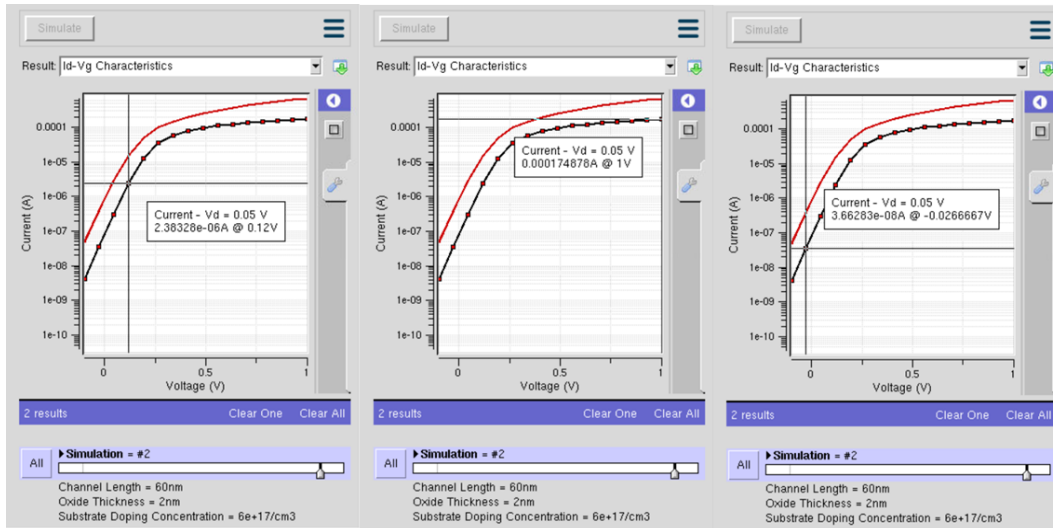 Simulate
Result: Id-Vg Characteristics
0.0001
1e-05
1e-06
1e-07
1e-08
1e-09
1e-10
Current (A)
Current - Vd = 0.05 V
2.38328e-06A @ 0.12V
0
0.5
1
Voltage (V)
2 results
Clear One
Clear All
All
Simulation = #2
Channel Length = 60nm
Oxide Thickness = 2nm
Substrate Doping Concentration = 6e+17/cm3
Simulate
Result: Id-Vg Characteristics
0.0001
1e-05
1e-06
1e-07
1e-08
1e-09
1e-10
Current (A)
Current - Vd = 0.05 V
0.000174878A @ 1V
0
0.5
1
Voltage (V)
2 results
Clear One
Clear All
All
Simulation = #2
Channel Length = 60nm
Oxide Thickness = 2nm
Substrate Doping Concentration = 6e+17/cm3
Simulate
Result: Id-Vg Characteristics
0.0001
1e-05
1e-06
1e-07
1e-08
1e-09
1e-10
Current (A)
Current - Vd = 0.05 V
3.66283e-08A @ -0.0266667V
0
0.5
1
Voltage (V)
2 results
Clear One
Clear All
All
Simulation = #2
Channel Length = 60nm
Oxide Thickness = 2nm
Substrate Doping Concentration = 6e+17/cm3